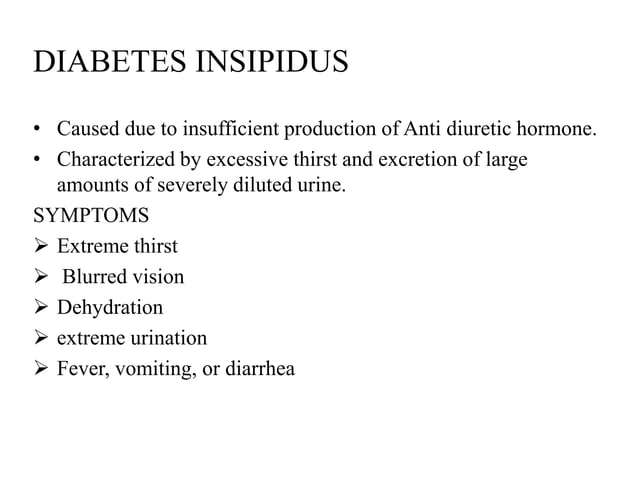 DIABETES INSIPIDUS
• Caused due to insufficient production of Anti diuretic hormone.
• Characterized by excessive thirst and excretion of large
amounts of severely diluted urine.
SYMPTOMS
➢ Extreme thirst
➢ Blurred vision
➢ Dehydration
➢ extreme urination
➢ Fever, vomiting, or diarrhea